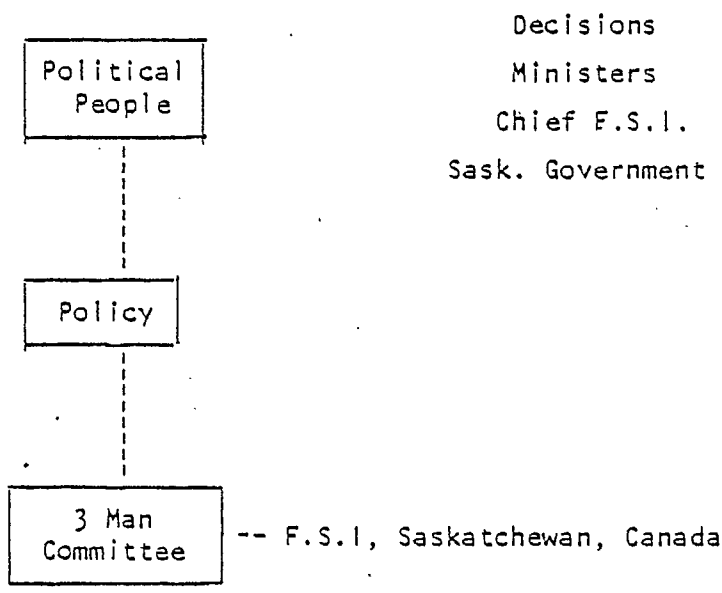 Decisions
Political
People
Ministers
Chief F.S.I.
Sask. Government
Policy
3 Man
Committee
-- F.S.I, Saskatchewan, Canada